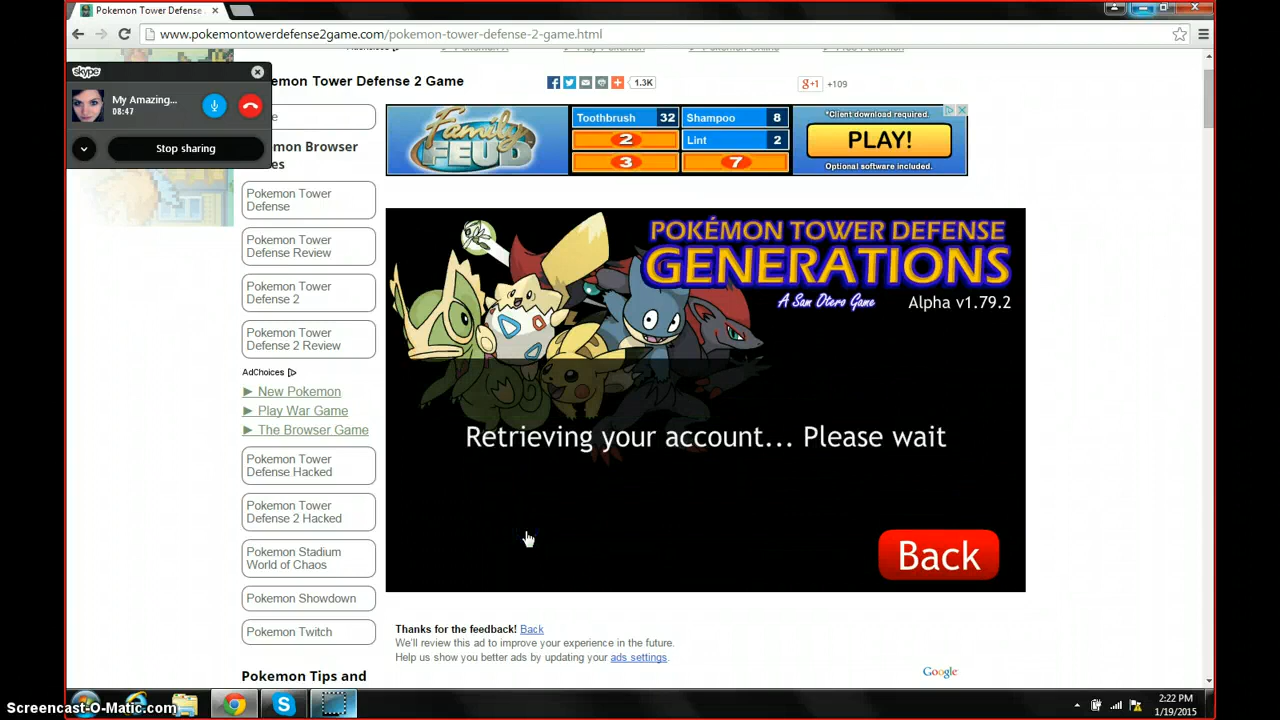 Pokemon Tower Defense
www.pokemontowerdefense2game.com/pokemon-tower-defense-2-game.html
skype
My Amazing...
08:47
Stop sharing
emon Tower Defense 2 Game
1.3K
g+1 +109
Family
FEUD
Toothbrush 32
Shampoo 8
2
Lint 2
3
7
*Client download required.
PLAY!
Optional software included.
emon Browser
es
Pokemon Tower
Defense
Pokemon Tower
Defense Review
Pokemon Tower
Defense 2
Pokemon Tower
Defense 2 Review
AdChoices
► New Pokemon
► Play War Game
► The Browser Game
Pokemon Tower
Defense Hacked
Pokemon Tower
Defense 2 Hacked
Pokemon Stadium
World of Chaos
Pokemon Showdown
Pokemon Twitch
Pokemon Tips and
POKÉMON TOWER DEFENSE
GENERATIONS
A Sam Otero Game
Alpha v1.79.2
Retrieving your account... Please wait
Back
Thanks for the feedback! Back
We'll review this ad to improve your experience in the future.
Help us show you better ads by updating your ads settings.
Google
Screencast-O-Matic.com
2:22 PM
1/19/2015